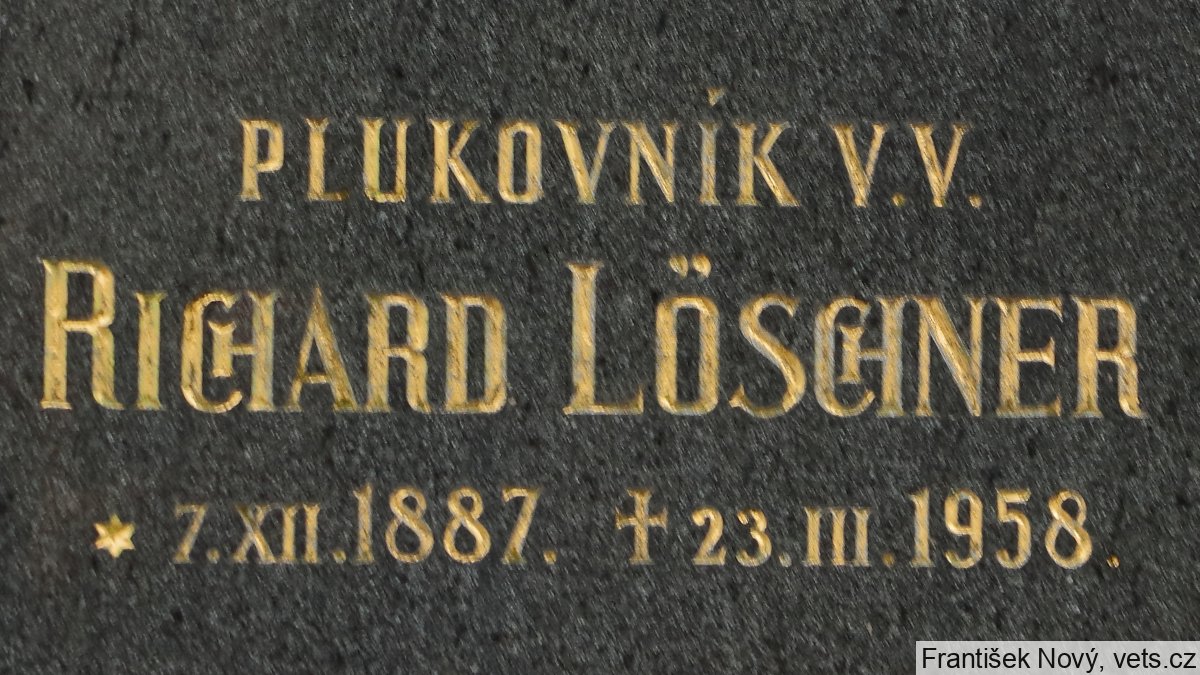 PLUKOVNÍK V.V.
RICHARD LÖSCHNER
* 7.XII.1887. † 23.III.1958.
František Nový, vets.cz